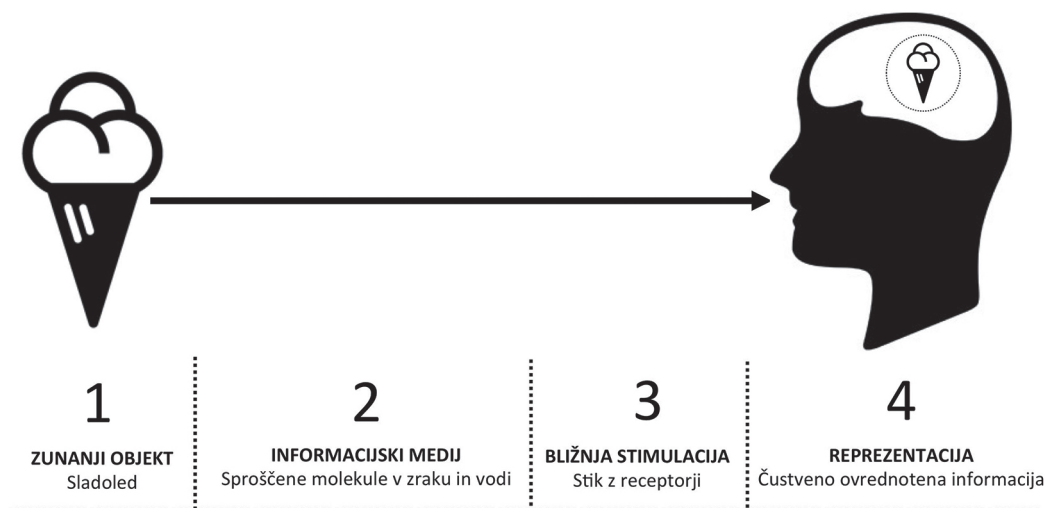 1
ZUNANJI OBJEKT
Sladoled
2
INFORMACIJSKI MEDIJ
Sproščene molekule v zraku in vodi
3
BLIŽNJA STIMULACIJA
Stik z receptorji
4
REPREZENTACIJA
Čustveno ovrednotena informacija